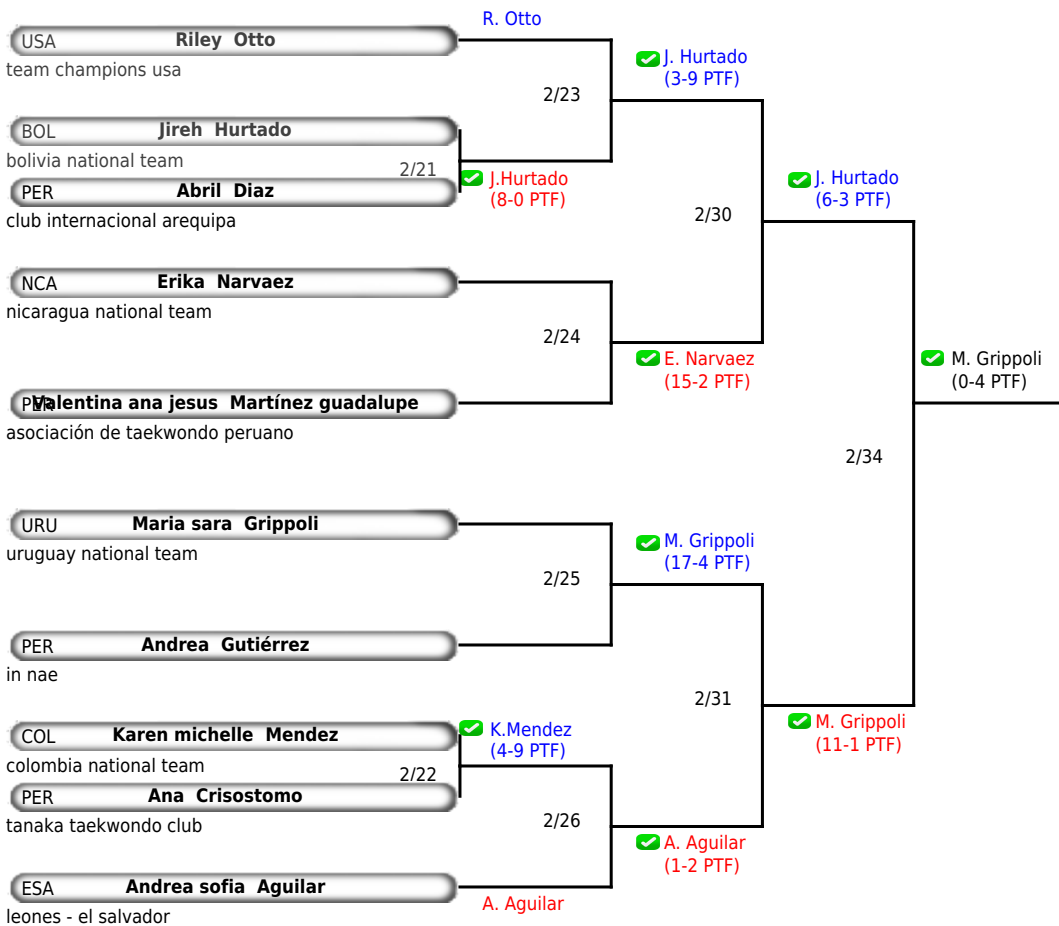 R. Otto
USA Riley Otto
team champions usa
J. Hurtado
(3-9 PTF)
2/23
BOL Jireh Hurtado
bolivia national team
2/21
J.Hurtado
(8-0 PTF)
PER Abril Diaz
club internacional arequipa
J. Hurtado
(6-3 PTF)
2/30
NCA Erika Narvaez
nicaragua national team
2/24
E. Narvaez
(15-2 PTF)
M. Grippoli
(0-4 PTF)
PER Valentina ana jesus Martínez guadalupe
asociación de taekwondo peruano
2/34
URU Maria sara Grippoli
uruguay national team
M. Grippoli
(17-4 PTF)
2/25
PER Andrea Gutiérrez
in nae
2/31
M. Grippoli
(11-1 PTF)
COL Karen michelle Mendez
colombia national team
K.Mendez
(4-9 PTF)
2/22
PER Ana Crisostomo
tanaka taekwondo club
2/26
A. Aguilar
(1-2 PTF)
ESA Andrea sofia Aguilar
leones - el salvador
A. Aguilar